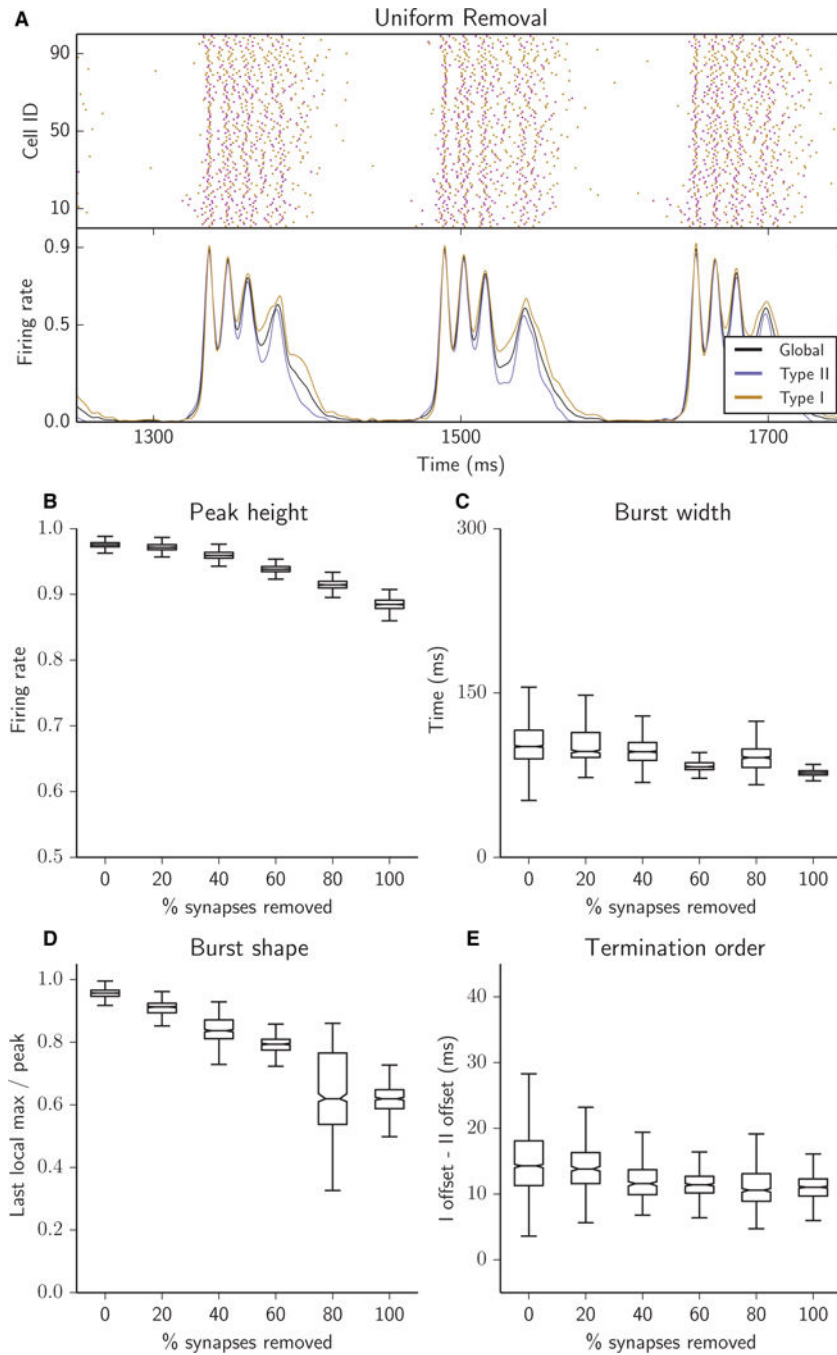 A
Uniform Removal
90
50
10
Cell ID
0.9
0.5
0.0
Firing rate
Global
Type II
Type I
1300
1500
1700
Time (ms)
B
Peak height
1.0
0.9
0.8
0.7
0.6
0.5
Firing rate
0 20 40 60 80 100
% synapses removed
C
Burst width
300
150
0
Time (ms)
0 20 40 60 80 100
% synapses removed
D
Burst shape
1.0
0.8
0.6
0.4
0.2
0.0
Last local max / peak
0 20 40 60 80 100
% synapses removed
E
Termination order
40
30
20
10
0
I offset - II offset (ms)
0 20 40 60 80 100
% synapses removed